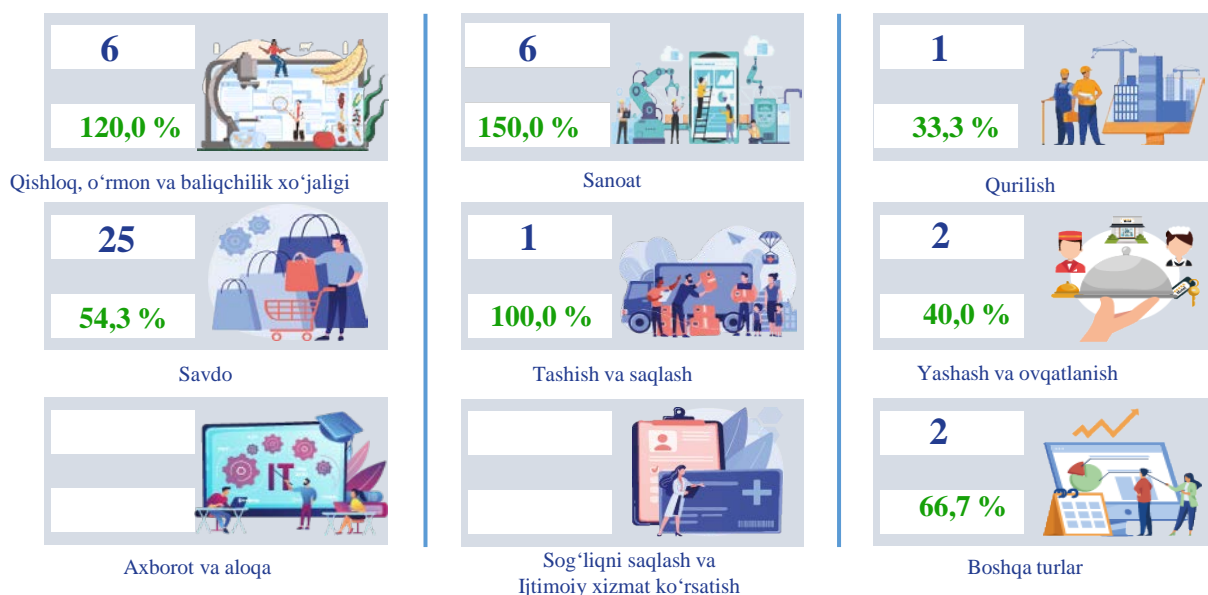 6
120,0 %
Qishloq, o‘rmon va baliqchilik xo‘jaligi
6
150,0 %
Sanoat
1
33,3 %
Qurilish
25
54,3 %
Savdo
1
100,0 %
Tashish va saqlash
2
40,0 %
Yashash va ovqatlanish
IT
Axborot va aloqa
Sog‘liqni saqlash va
Ijtimoiy xizmat ko‘rsatish
2
66,7 %
Boshqa turlar